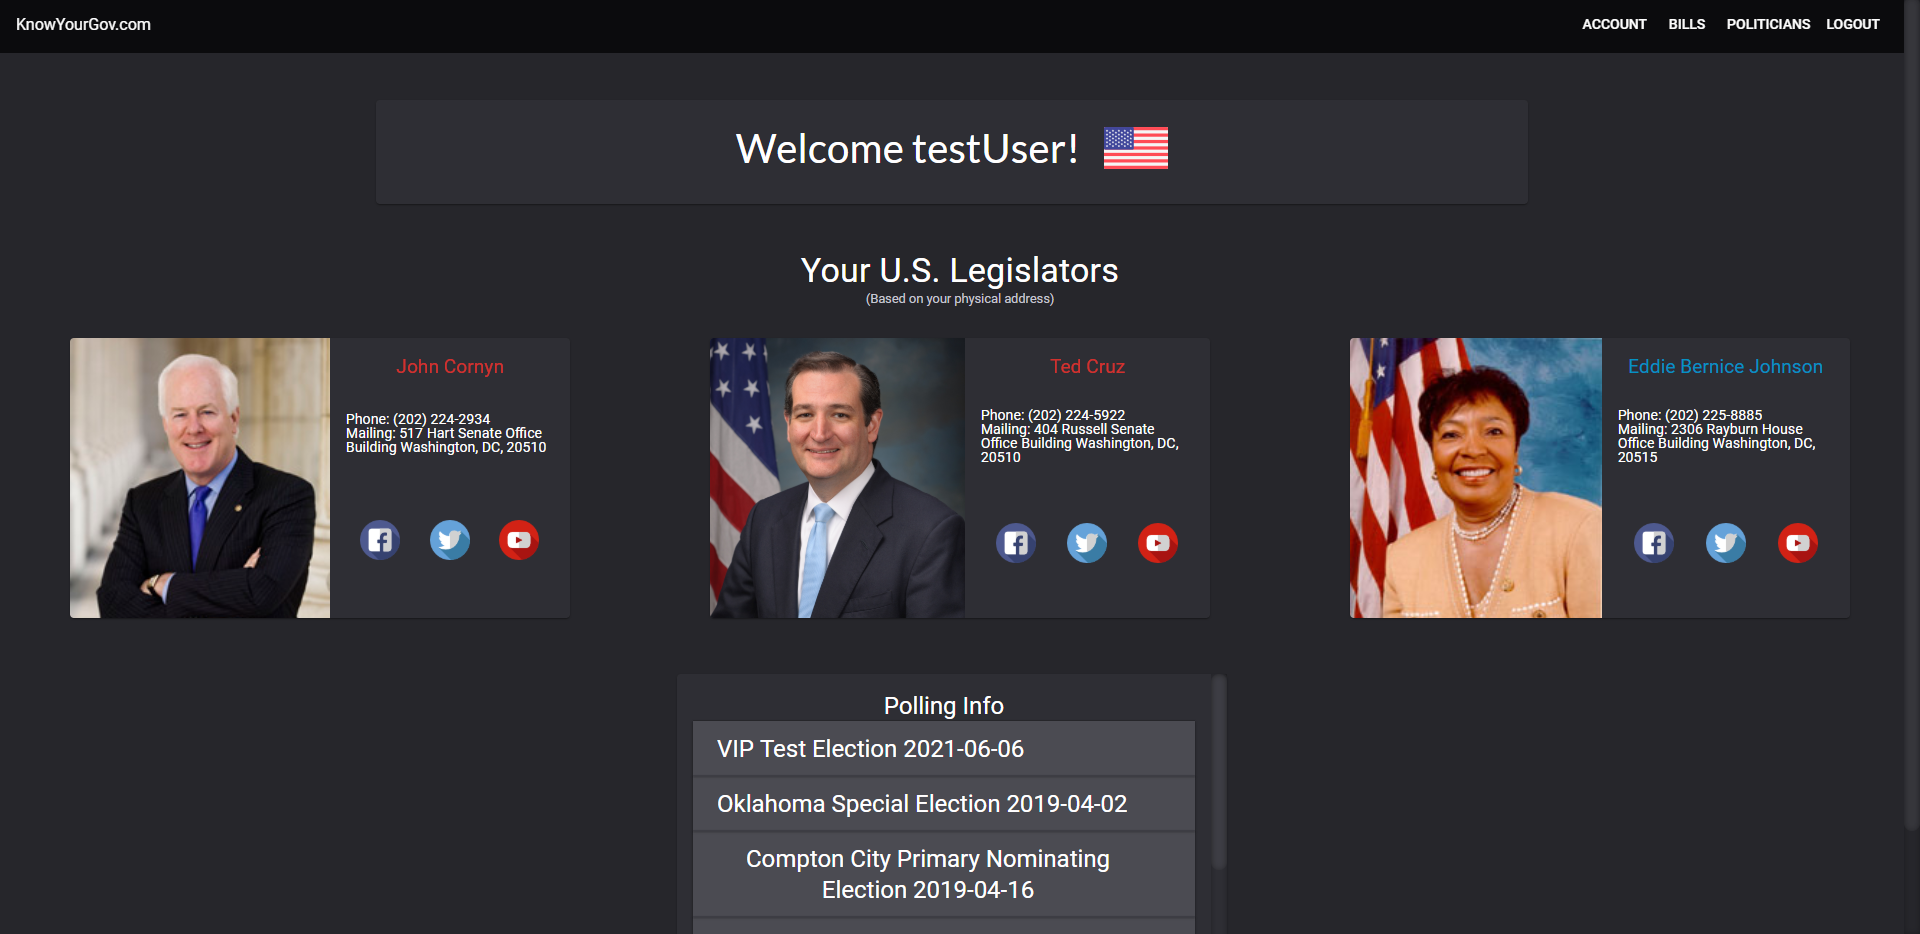 KnowYourGov.com
ACCOUNT BILLS POLITICIANS LOGOUT
Welcome testUser!
Your U.S. Legislators
(Based on your physical address)
John Cornyn
Phone: (202) 224-2934
Mailing: 517 Hart Senate Office
Building Washington, DC, 20510
Ted Cruz
Phone: (202) 224-5922
Mailing: 404 Russell Senate
Office Building Washington, DC,
20510
Eddie Bernice Johnson
Phone: (202) 225-8885
Mailing: 2306 Rayburn House
Office Building Washington, DC,
20515
Polling Info
VIP Test Election 2021-06-06
Oklahoma Special Election 2019-04-02
Compton City Primary Nominating
Election 2019-04-16